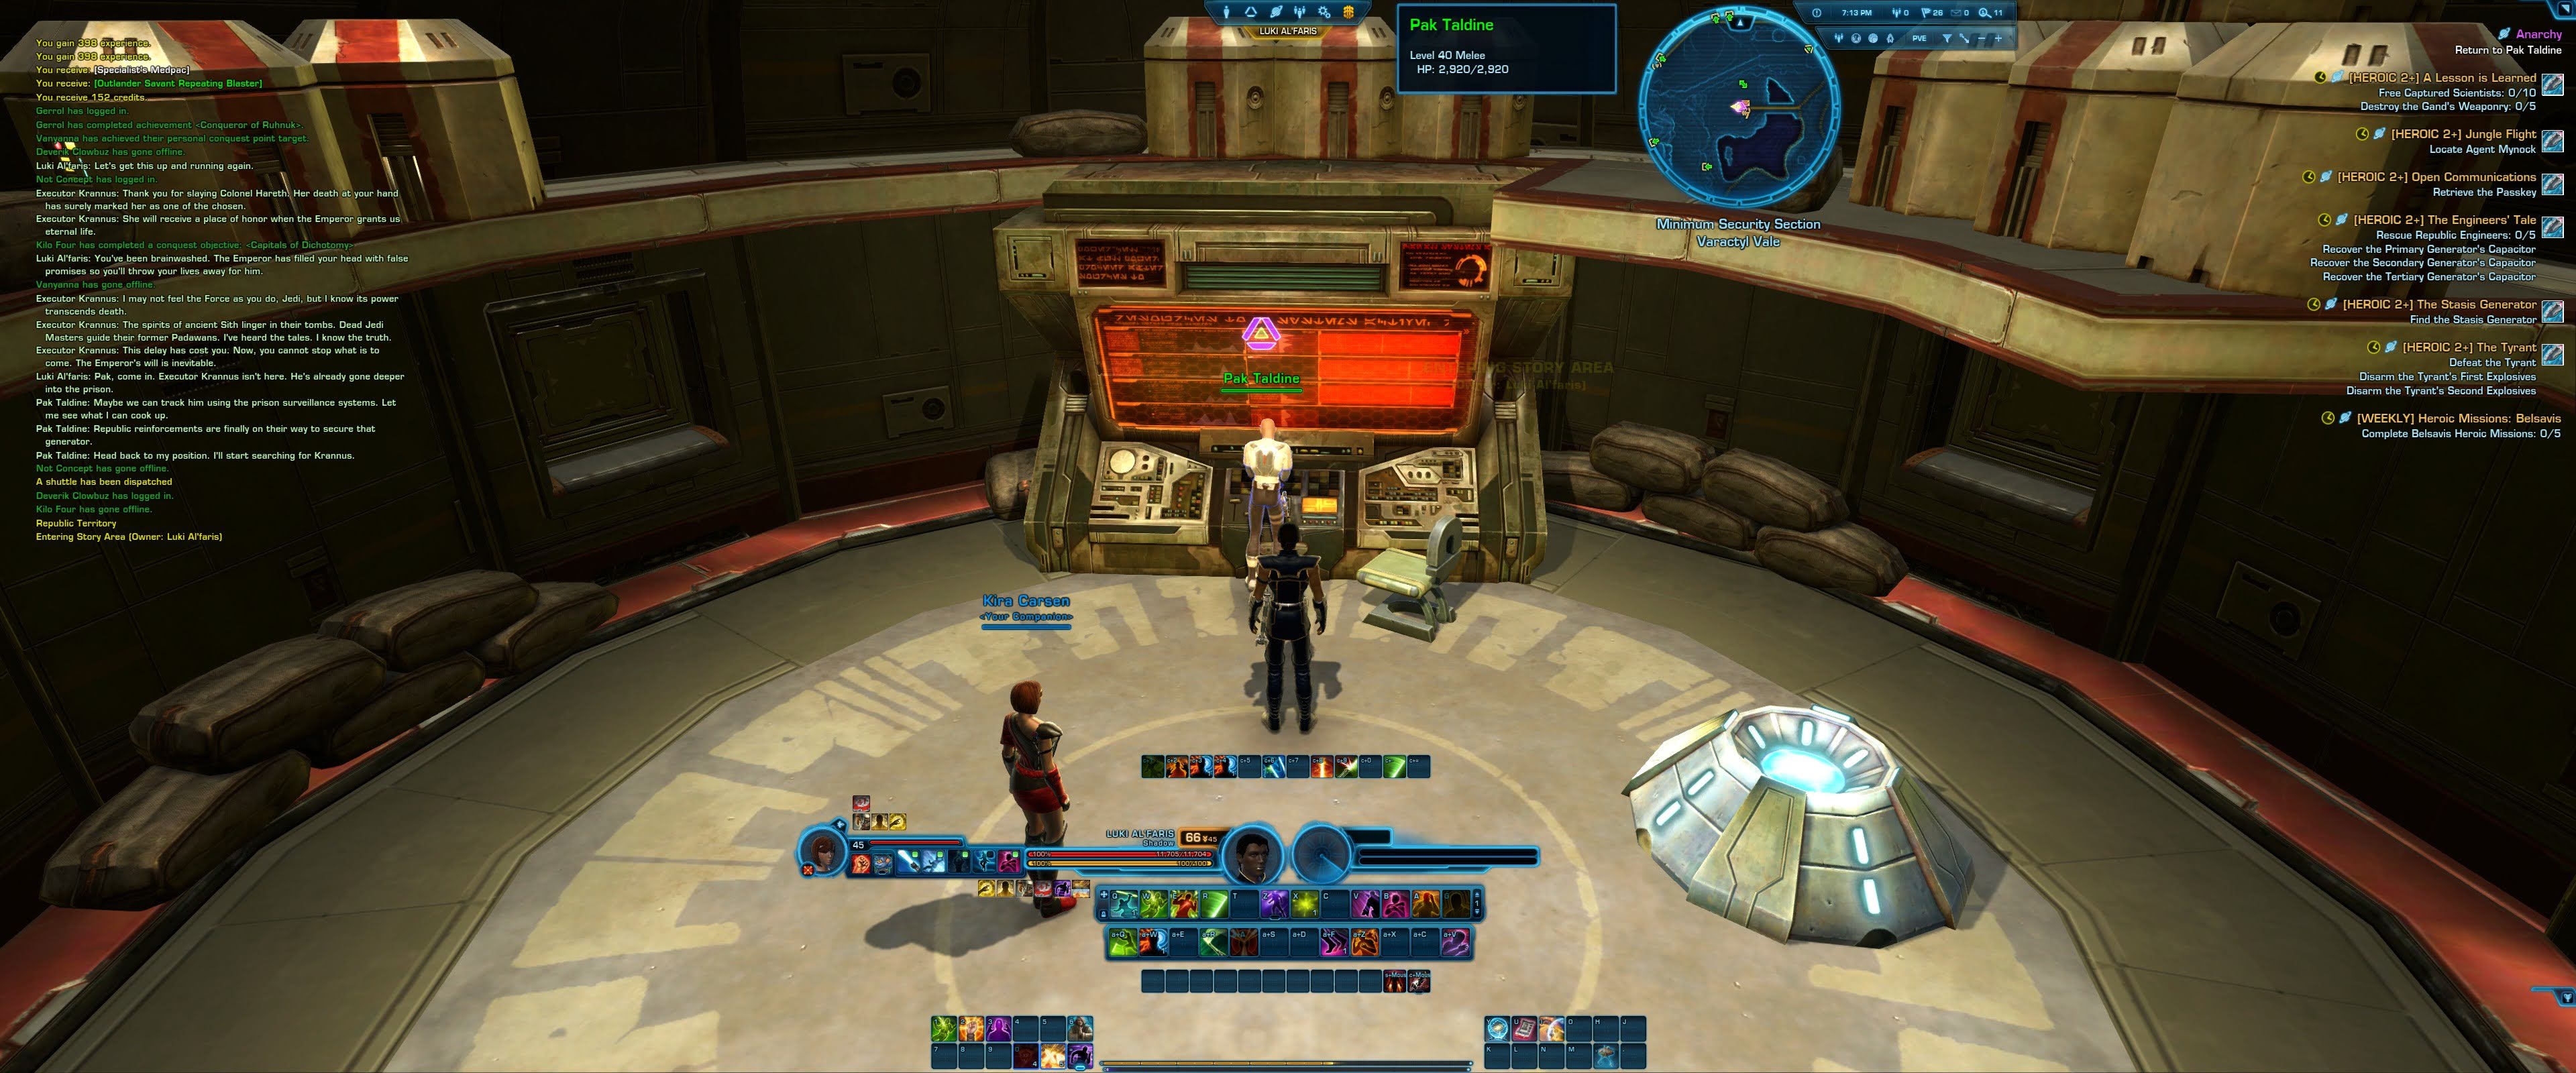 You gain 398 experience.
You gain 398 experience.
You receive: [Specialist's Medpac]
You receive: [Outlander Savant Repeating Blaster]
You receive 152 credits.
Gerrol has logged in.
Gerrol has completed achievement <Conqueror of Ruhnuk>.
Vanyanna has achieved their personal conquest point target.
Deverik Clowbuz has gone offline.
Luki Al'faris: Let's get this up and running again.
Not Concept has logged in.
Executor Krannus: Thank you for slaying Colonel Hareth. Her death at your hand
has surely marked her as one of the chosen.
Executor Krannus: She will receive a place of honor when the Emperor grants us
eternal life.
Kilo Four has completed a conquest objective: <Capitals of Dichotomy>
Luki Al'faris: You've been brainwashed. The Emperor has filled your head with false
promises so you'll throw your lives away for him.
Vanyanna has gone offline.
Executor Krannus: I may not feel the Force as you do, Jedi, but I know its power
transcends death.
Executor Krannus: The spirits of ancient Sith linger in their tombs. Dead Jedi
Masters guide their former Padawans. I've heard the tales. I know the truth.
Executor Krannus: This delay has cost you. Now, you cannot stop what is to
come. The Emperor's will is inevitable.
Luki Al'faris: Pak, come in. Executor Krannus isn't here. He's already gone deeper
into the prison.
Pak Taldine: Maybe we can track him using the prison surveillance systems. Let
me see what I can cook up.
Pak Taldine: Republic reinforcements are finally on their way to secure that
generator.
Pak Taldine: Head back to my position. I'll start searching for Krannus.
Not Concept has gone offline.
A shuttle has been dispatched
Deverik Clowbuz has logged in.
Kilo Four has gone offline.
Republic Territory
Entering Story Area (Owner: Luki Al'faris)
LUKI AL'FARIS
Pak Taldine
Level 40 Melee
HP: 2,920/2,920
7:13 PM 0 26 0 11
PVE
Minimum Security Section
Varactyl Vale
Anarchy
Return to Pak Taldine
[HEROIC 2+] A Lesson is Learned
Free Captured Scientists: 0/10
Destroy the Gand's Weaponry: 0/5
[HEROIC 2+] Jungle Flight
Locate Agent Mynock
[HEROIC 2+] Open Communications
Retrieve the Passkey
[HEROIC 2+] The Engineers' Tale
Rescue Republic Engineers: 0/5
Recover the Primary Generator's Capacitor
Recover the Secondary Generator's Capacitor
Recover the Tertiary Generator's Capacitor
[HEROIC 2+] The Stasis Generator
Find the Stasis Generator
[HEROIC 2+] The Tyrant
Defeat the Tyrant
Disarm the Tyrant's First Explosives
Disarm the Tyrant's Second Explosives
[WEEKLY] Heroic Missions: Belsavis
Complete Belsavis Heroic Missions: 0/5
ENTERING STORY AREA
(Owner: Luki Al'faris)
Pak Taldine
Kira Carsen
<Your Companion>
LUKI AL'FARIS
Shadow
66 45
45
100% 11,705/11,704
100% 100/100